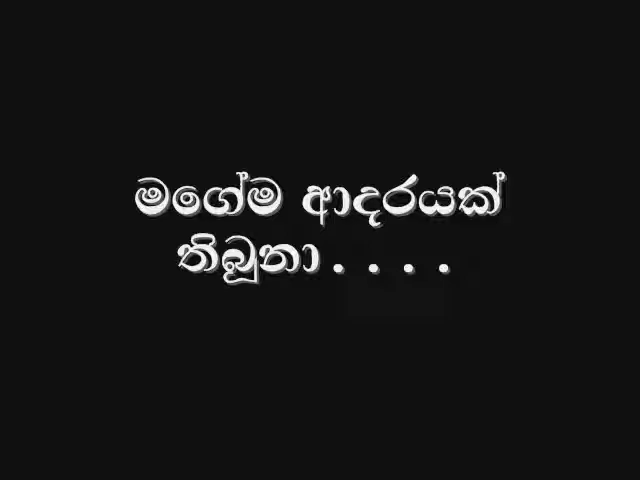 මගේම ආදරයක්
තිබූනා. . . .